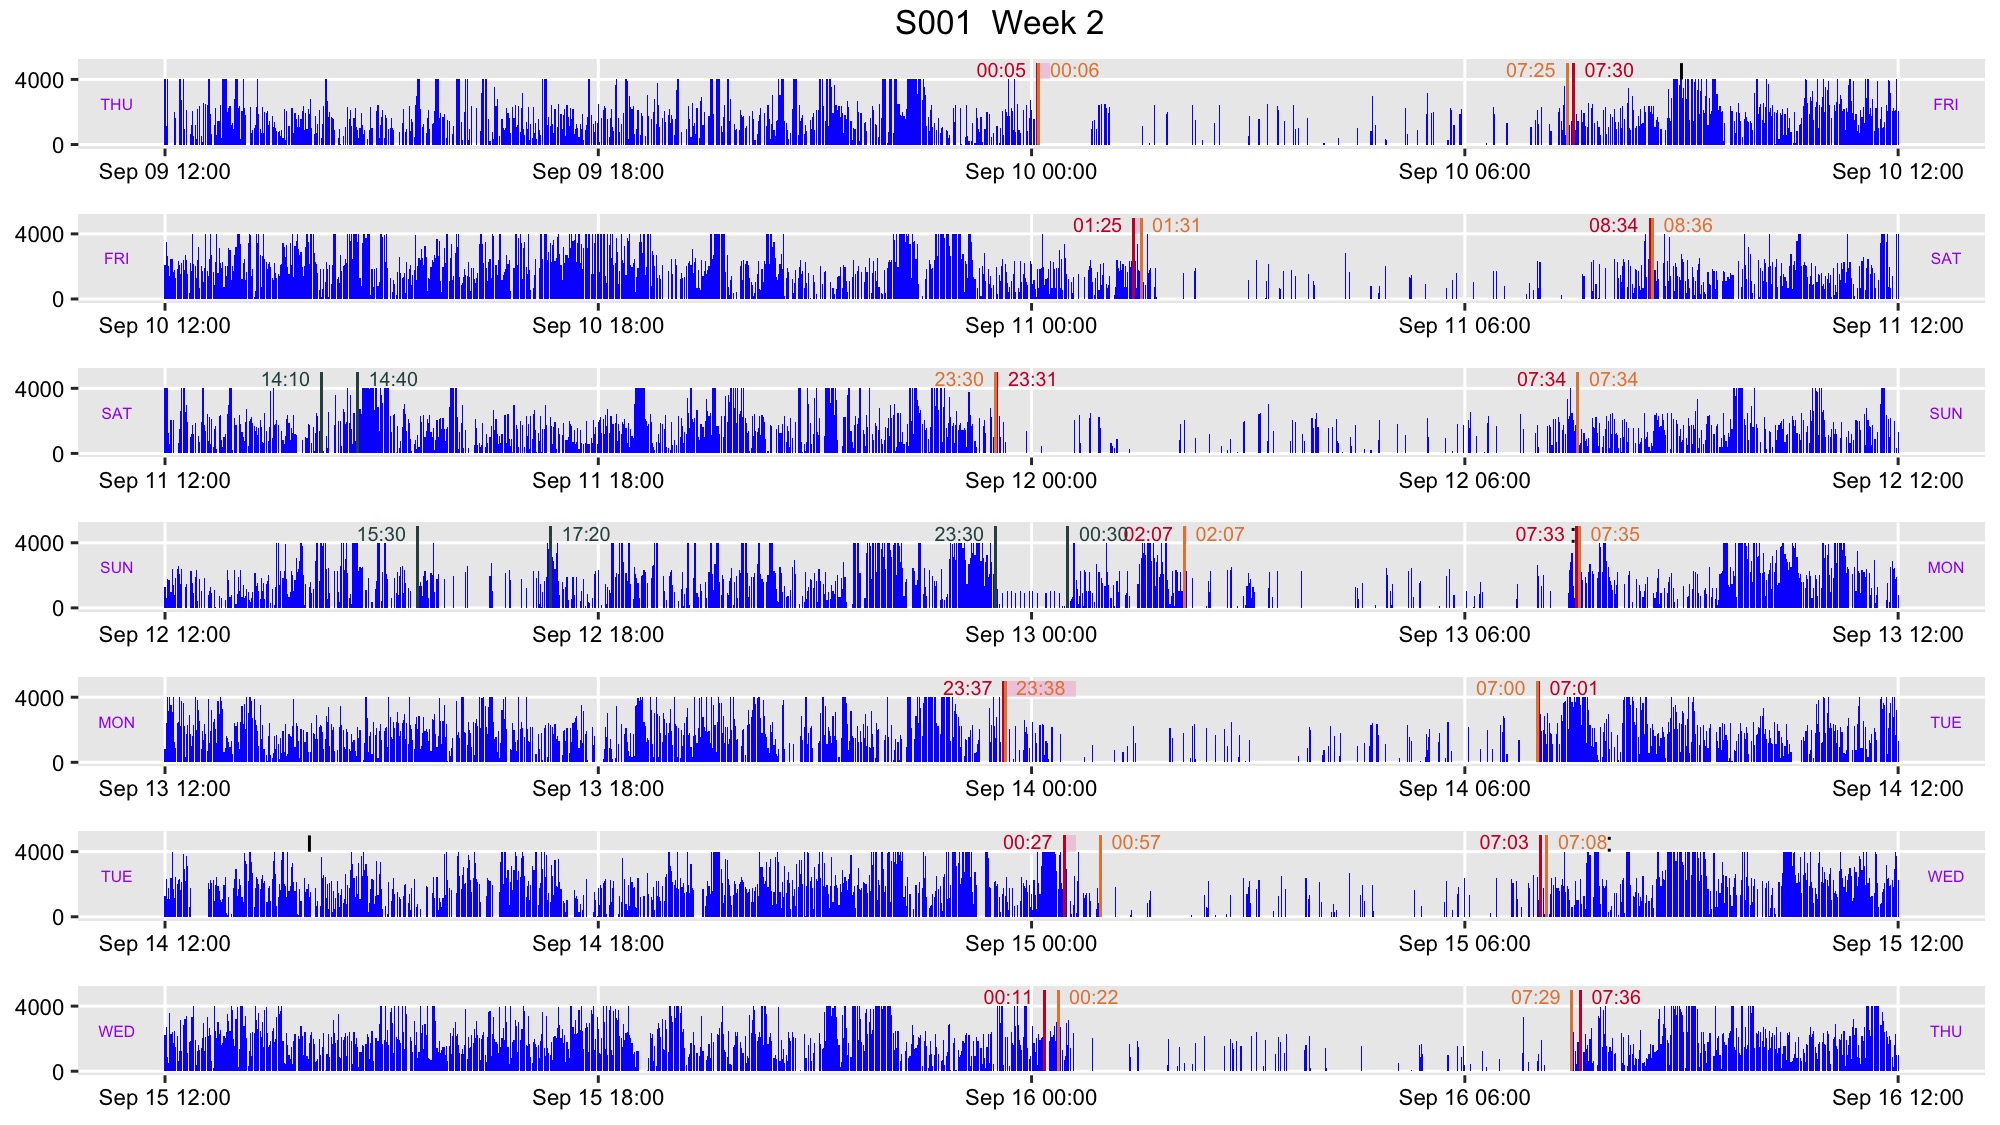 S001  Week 2
00:05 00:06 07:25 07:30
4000
THU FRI
0
Sep 09 12:00 Sep 09 18:00 Sep 10 00:00 Sep 10 06:00 Sep 10 12:00
01:25 01:31 08:34 08:36
4000
FRI SAT
0
Sep 10 12:00 Sep 10 18:00 Sep 11 00:00 Sep 11 06:00 Sep 11 12:00
14:10 14:40 23:30 23:31 07:34 07:34
4000
SAT SUN
0
Sep 11 12:00 Sep 11 18:00 Sep 12 00:00 Sep 12 06:00 Sep 12 12:00
15:30 17:20 23:30 00:30 02:07 02:07 07:33 07:35
4000
SUN MON
0
Sep 12 12:00 Sep 12 18:00 Sep 13 00:00 Sep 13 06:00 Sep 13 12:00
23:37 23:38 07:00 07:01
4000
MON TUE
0
Sep 13 12:00 Sep 13 18:00 Sep 14 00:00 Sep 14 06:00 Sep 14 12:00
00:27 00:57 07:03 07:08
4000
TUE WED
0
Sep 14 12:00 Sep 14 18:00 Sep 15 00:00 Sep 15 06:00 Sep 15 12:00
00:11 00:22 07:29 07:36
4000
WED THU
0
Sep 15 12:00 Sep 15 18:00 Sep 16 00:00 Sep 16 06:00 Sep 16 12:00